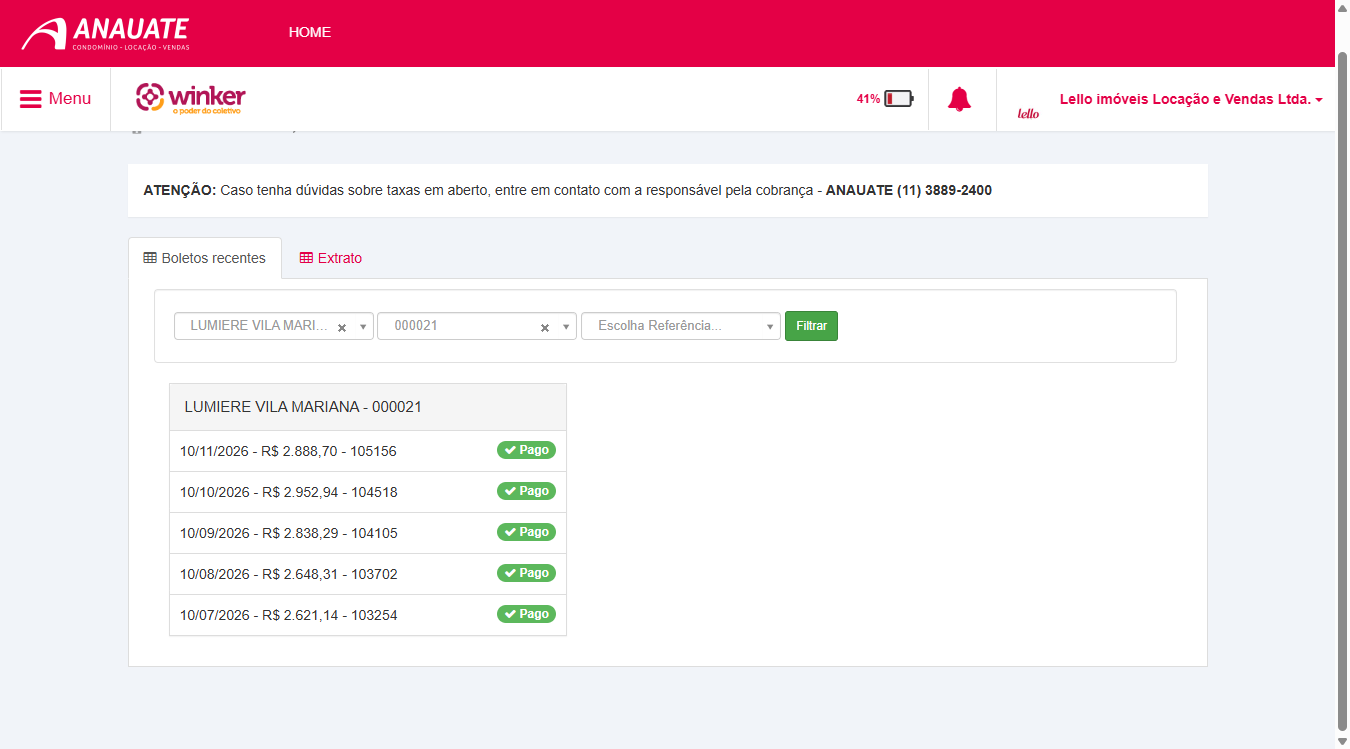 ANAUATE
CONDOMÍNIO - LOCAÇÃO - VENDAS
HOME
Menu
winker
o poder do coletivo
41%
lello
Lello imóveis Locação e Vendas Ltda.
ATENÇÃO: Caso tenha dúvidas sobre taxas em aberto, entre em contato com a responsável pela cobrança - ANAUATE (11) 3889-2400
Boletos recentes
Extrato
LUMIERE VILA MARI...
000021
Escolha Referência...
Filtrar
LUMIERE VILA MARIANA - 000021
10/11/2026 - R$ 2.888,70 - 105156 Pago
10/10/2026 - R$ 2.952,94 - 104518 Pago
10/09/2026 - R$ 2.838,29 - 104105 Pago
10/08/2026 - R$ 2.648,31 - 103702 Pago
10/07/2026 - R$ 2.621,14 - 103254 Pago